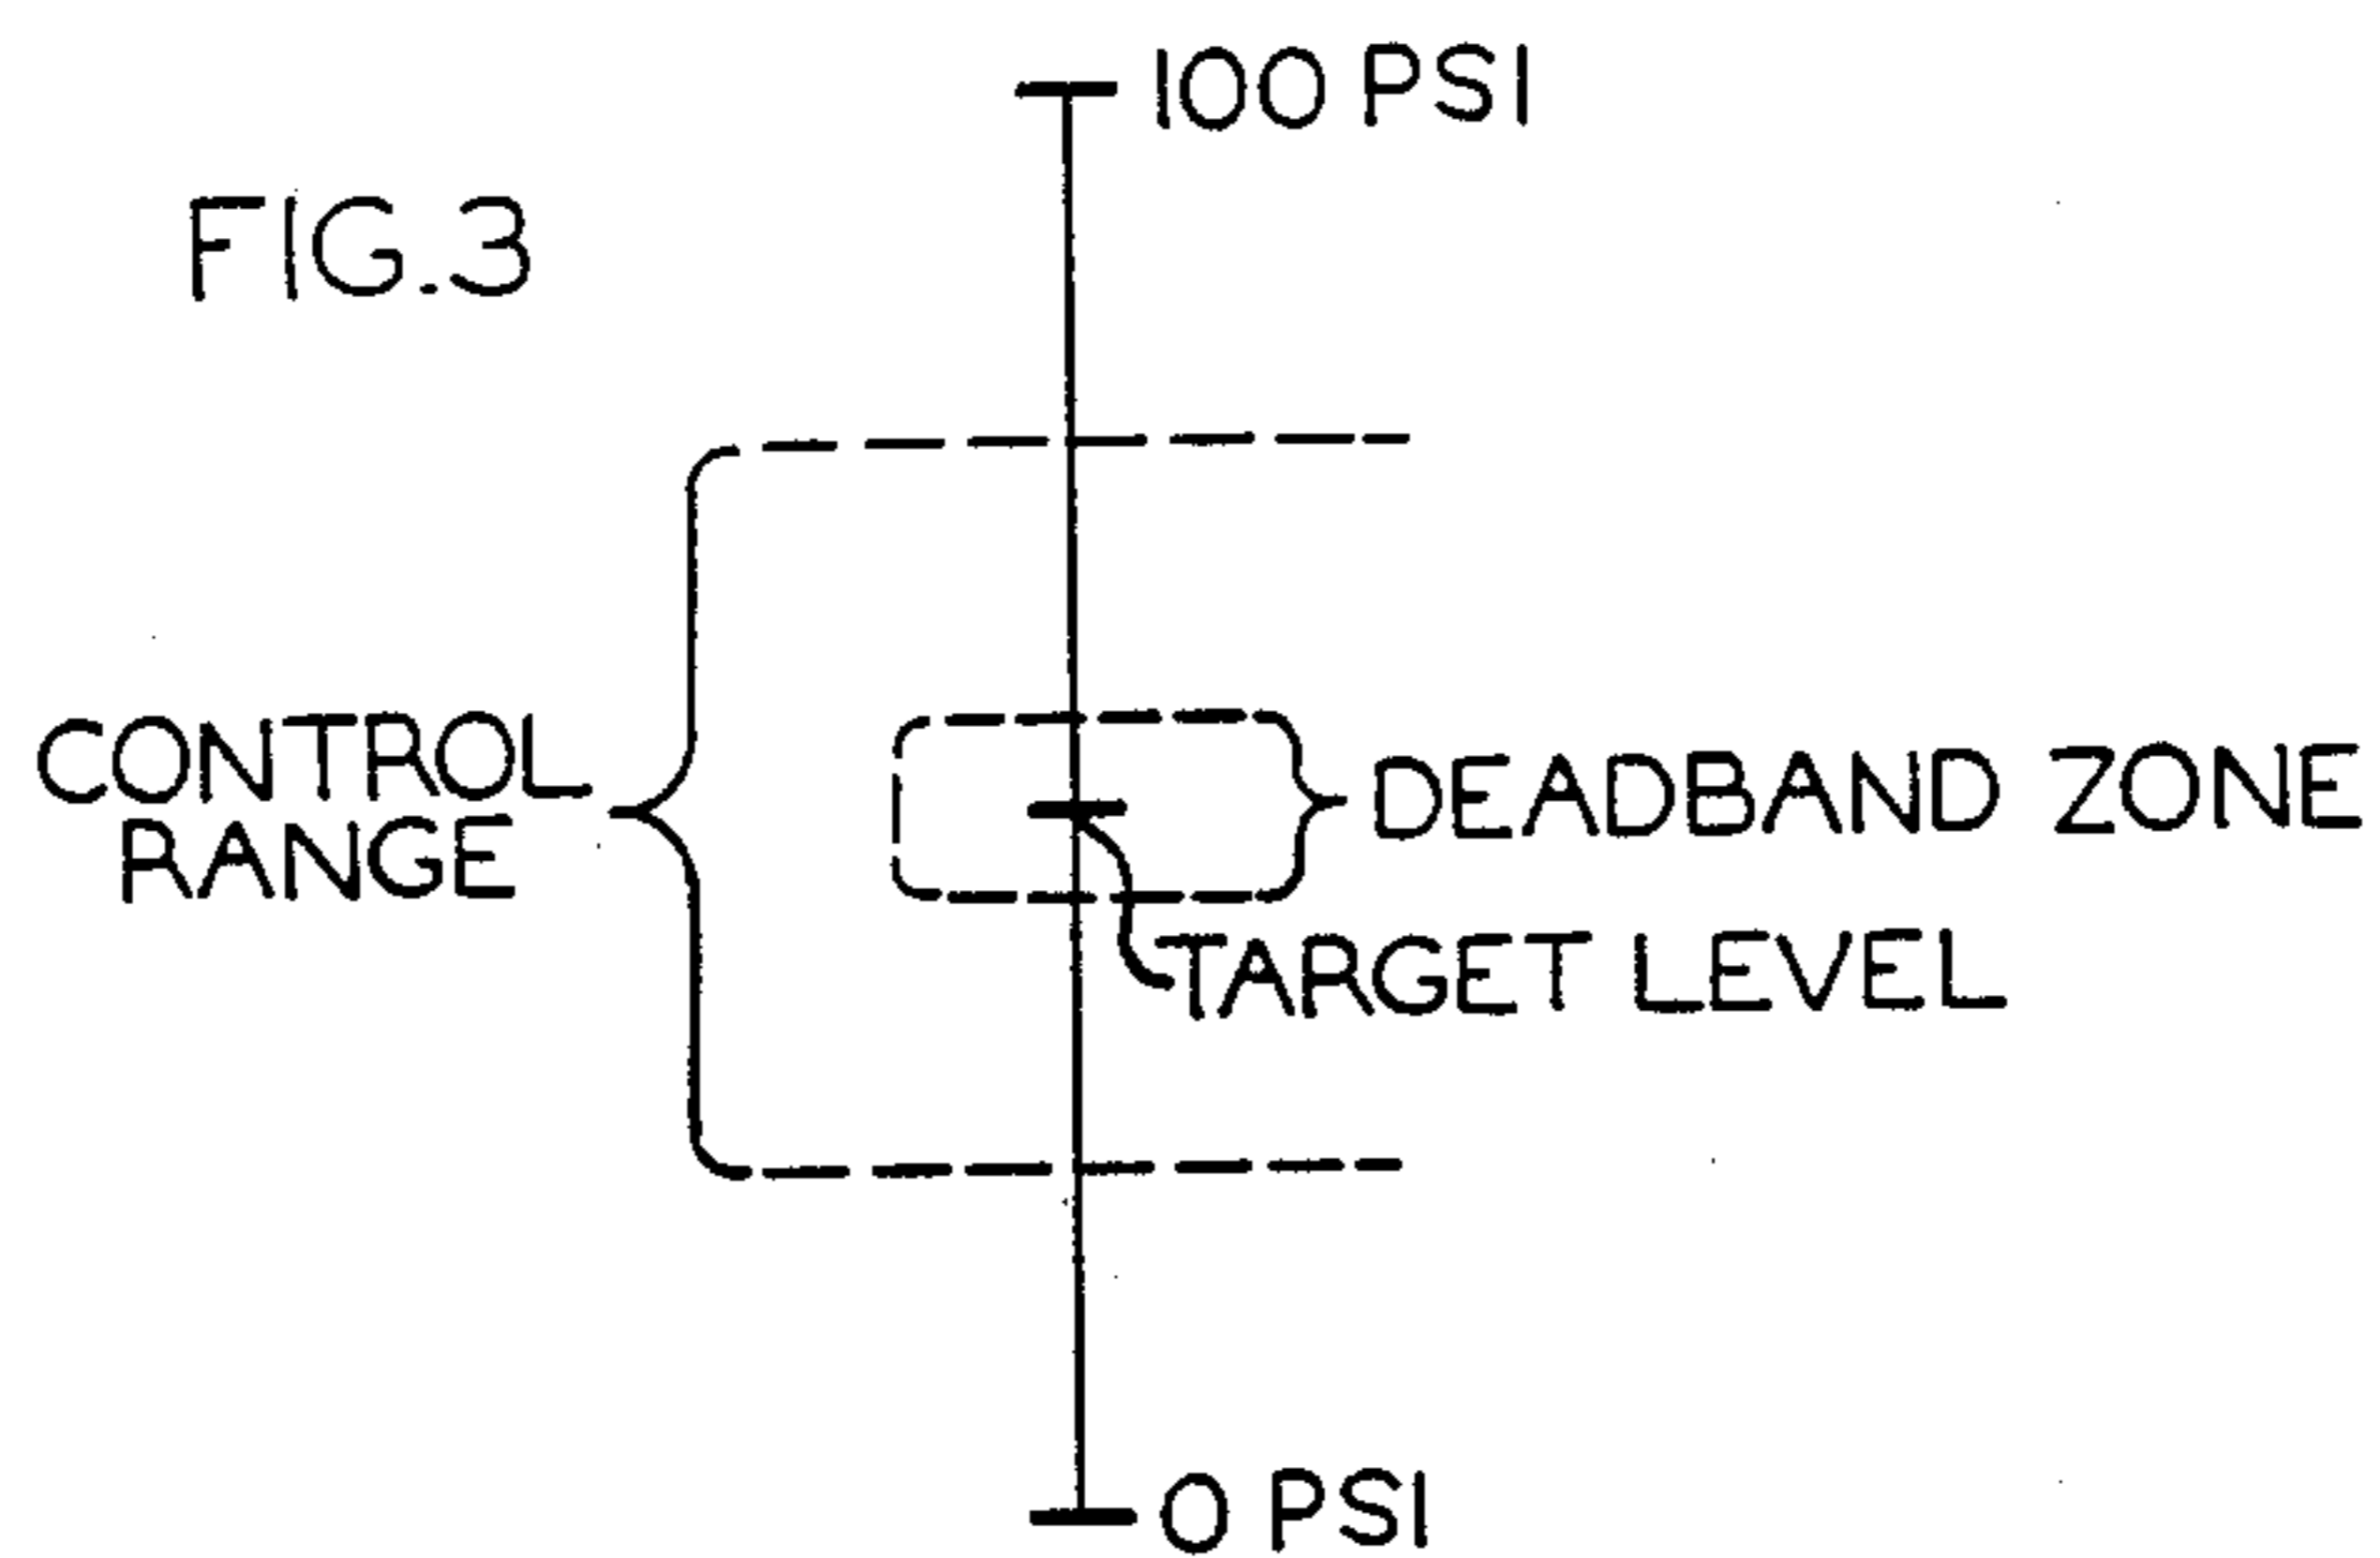 100 PSI
FIG.3
CONTROL
RANGE
DEADBAND ZONE
TARGET LEVEL
0 PSI